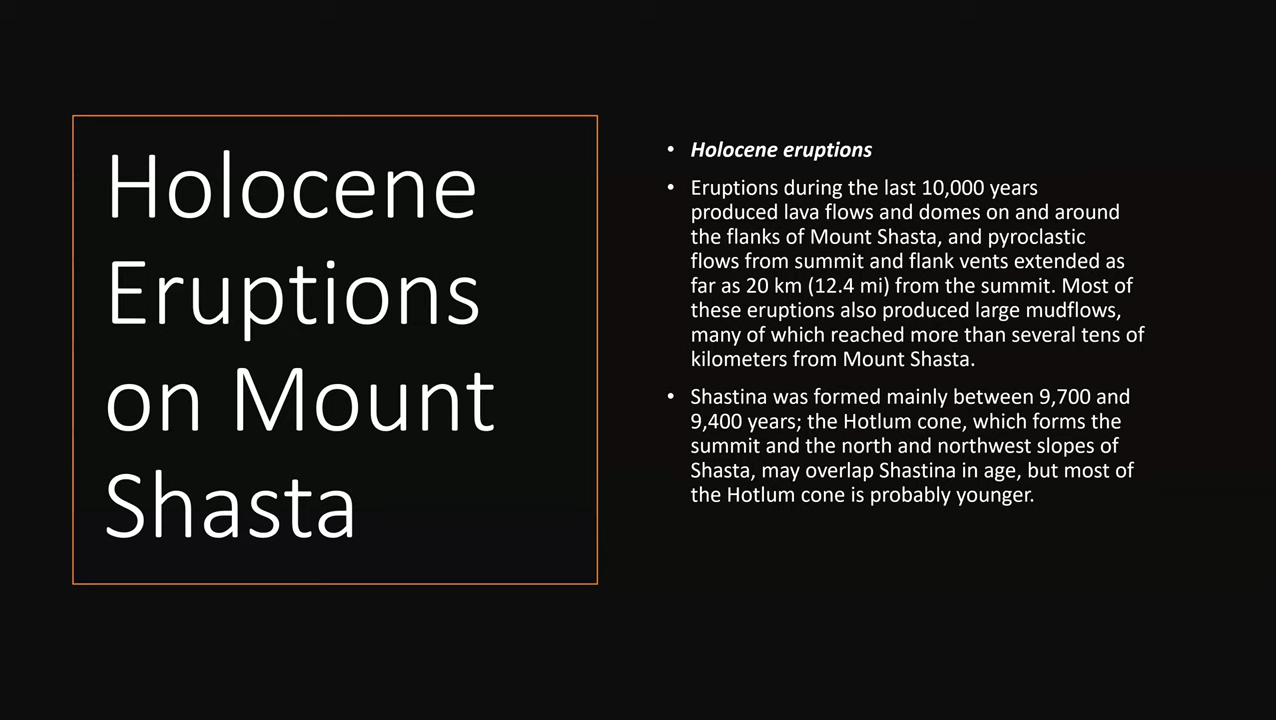 Holocene
Eruptions
on Mount
Shasta
• Holocene eruptions
• Eruptions during the last 10,000 years
produced lava flows and domes on and around
the flanks of Mount Shasta, and pyroclastic
flows from summit and flank vents extended as
far as 20 km (12.4 mi) from the summit. Most of
these eruptions also produced large mudflows,
many of which reached more than several tens of
kilometers from Mount Shasta.
• Shastina was formed mainly between 9,700 and
9,400 years; the Hotlum cone, which forms the
summit and the north and northwest slopes of
Shasta, may overlap Shastina in age, but most of
the Hotlum cone is probably younger.